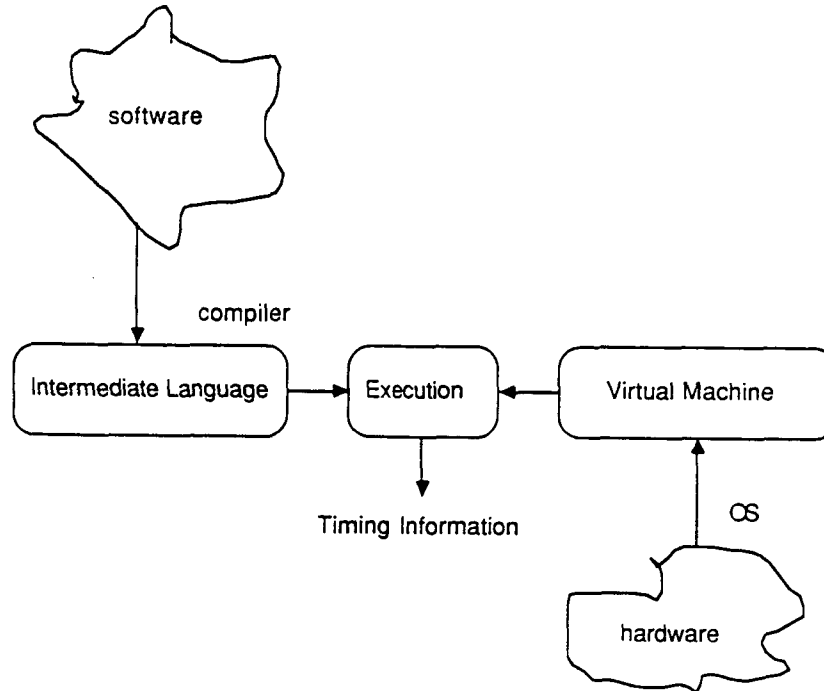 software
compiler
Intermediate Language
Execution
Virtual Machine
Timing Information
OS
hardware